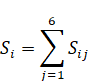 $S_i = \sum_{j=1}^{6} S_{ij}$